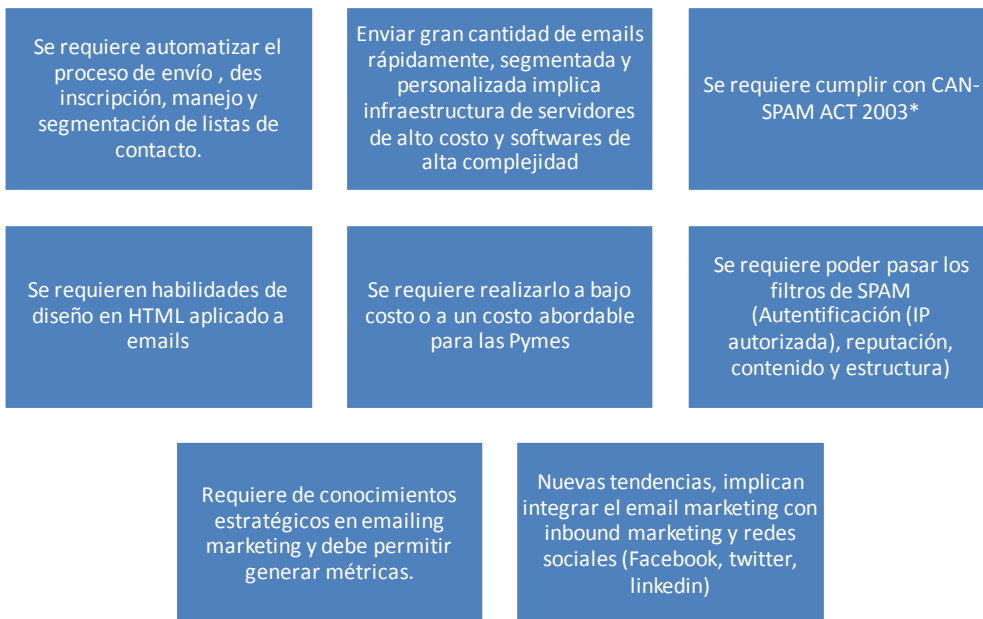 Se requiere automatizar el
proceso de envío , des
inscripción, manejo y
segmentación de listas de
contacto.
Enviar gran cantidad de emails
rápidamente, segmentada y
personalizada implica
infraestructura de servidores
de alto costo y softwares de
alta complejidad
Se requiere cumplir con CAN-
SPAM ACT 2003*
Se requieren habilidades de
diseño en HTML aplicado a
emails
Se requiere realizarlo a bajo
costo o a un costo abordable
para las Pymes
Se requiere poder pasar los
filtros de SPAM
(Autentificación (IP
autorizada), reputación,
contenido y estructura)
Requiere de conocimientos
estratégicos en emailing
marketing y debe permitir
generar métricas.
Nuevas tendencias, implican
integrar el email marketing con
inbound marketing y redes
sociales (Facebook, twitter,
linkedin)